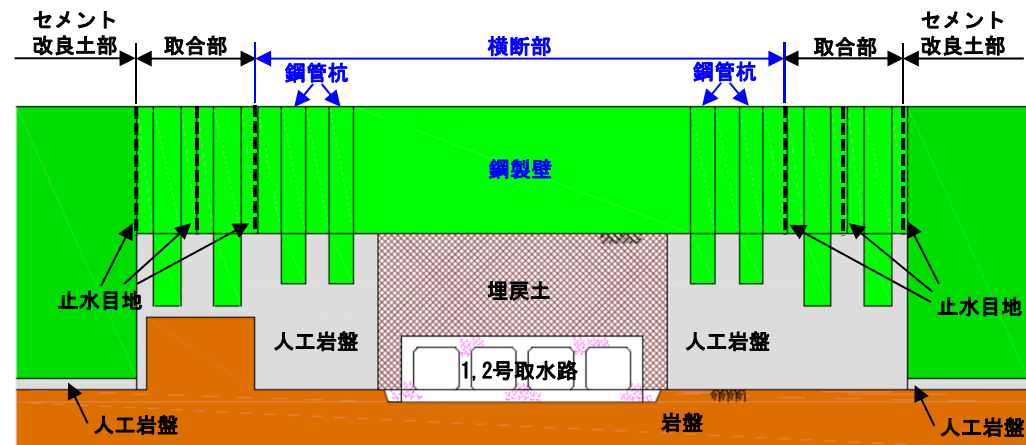 セメント
改良土部
取合部
横断部
取合部
セメント
改良土部
鋼管杭
鋼管杭
鋼製壁
止水目地
埋戻土
止水目地
人工岩盤
人工岩盤
1,2号取水路
人工岩盤
岩盤
人工岩盤